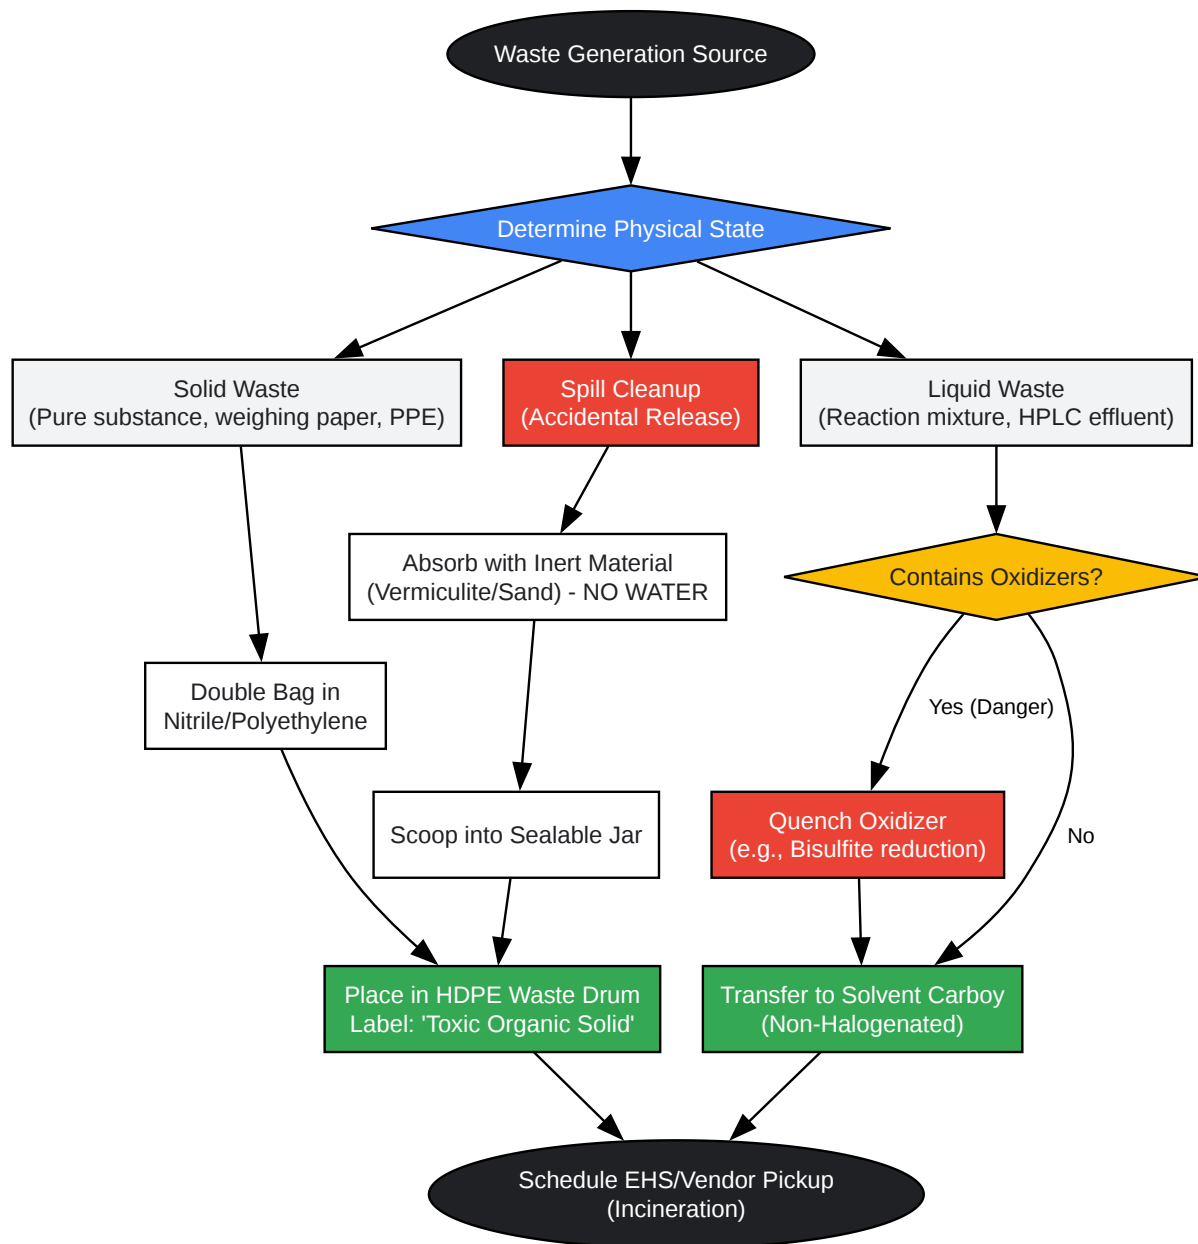 Waste Generation Source
Determine Physical State
Solid Waste
(Pure substance, weighing paper, PPE)
Spill Cleanup
(Accidental Release)
Liquid Waste
(Reaction mixture, HPLC effluent)
Absorb with Inert Material
(Vermiculite/Sand) - NO WATER
Contains Oxidizers?
Double Bag in
Nitrile/Polyethylene
Yes (Danger)
Scoop into Sealable Jar
Quench Oxidizer
(e.g., Bisulfite reduction)
No
Place in HDPE Waste Drum
Label: 'Toxic Organic Solid'
Transfer to Solvent Carboy
(Non-Halogenated)
Schedule EHS/Vendor Pickup
(Incineration)